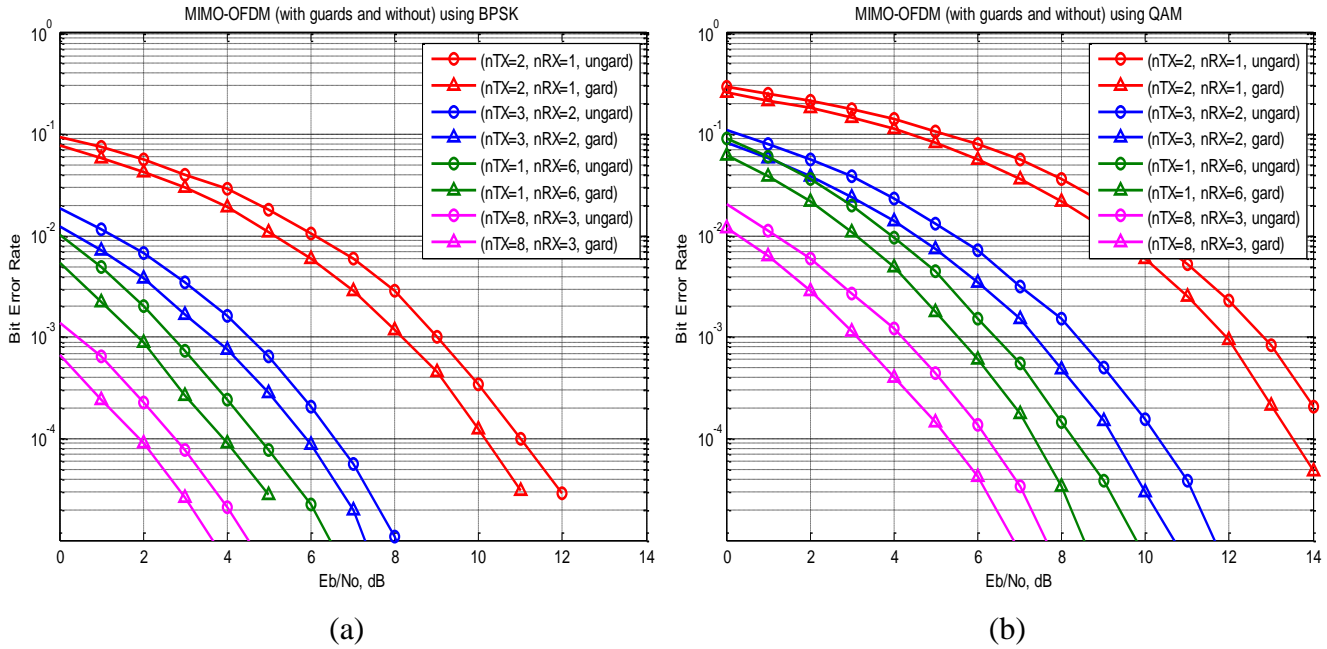 MIMO-OFDM (with guards and without) using BPSK
10^0
10^-1
10^-2
10^-3
10^-4
Bit Error Rate
(nTX=2, nRX=1, ungard)
(nTX=2, nRX=1, gard)
(nTX=3, nRX=2, ungard)
(nTX=3, nRX=2, gard)
(nTX=1, nRX=6, ungard)
(nTX=1, nRX=6, gard)
(nTX=8, nRX=3, ungard)
(nTX=8, nRX=3, gard)
0 2 4 6 8 10 12 14
Eb/No, dB
(a)
MIMO-OFDM (with guards and without) using QAM
10^0
10^-1
10^-2
10^-3
10^-4
Bit Error Rate
(nTX=2, nRX=1, ungard)
(nTX=2, nRX=1, gard)
(nTX=3, nRX=2, ungard)
(nTX=3, nRX=2, gard)
(nTX=1, nRX=6, ungard)
(nTX=1, nRX=6, gard)
(nTX=8, nRX=3, ungard)
(nTX=8, nRX=3, gard)
0 2 4 6 8 10 12 14
Eb/No, dB
(b)